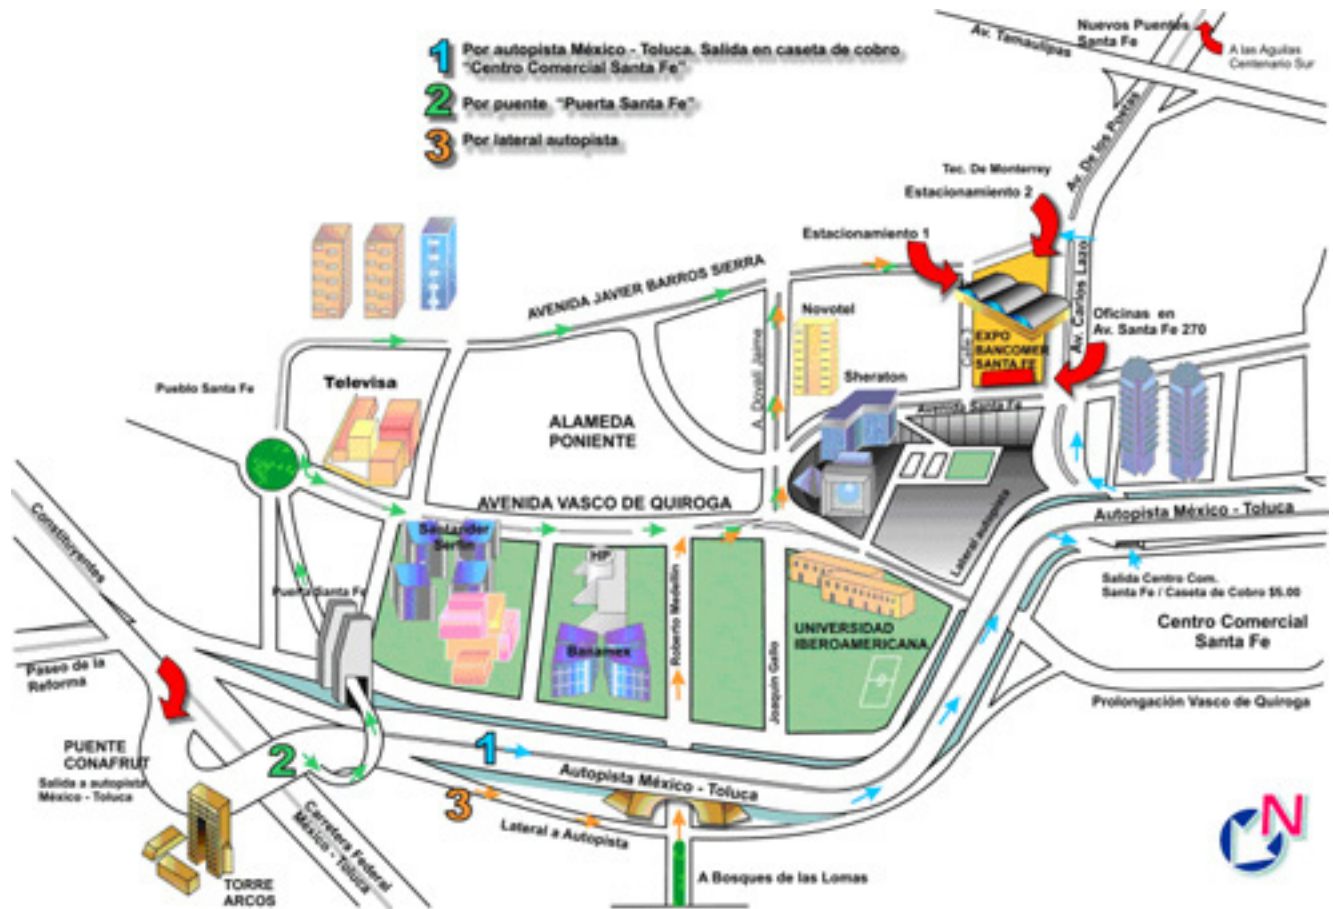 1 Por autopista México - Toluca. Salida en caseta de cobro
"Centro Comercial Santa Fe"
2 Por puente "Puerta Santa Fe"
3 Por lateral autopista
Nuevos Puentes
Santa Fe
A las Aguilas
Centenario Sur
Av. Tamaulipas
Av. De los Poetas
Tec. De Monterrey
Estacionamiento 2
Estacionamiento 1
AVENIDA JAVIER BARROS SIERRA
Av. Carlos Lazo
Oficinas en
Av. Santa Fe 270
Novotel
A. Dovali Jaime
Calle 3
EXPO
BANCOMER
SANTA FE
Pueblo Santa Fe
Televisa
Sheraton
Avenida Santa Fe
ALAMEDA
PONIENTE
AVENIDA VASCO DE QUIROGA
Constituyentes
Serfin
HP
Lateral autopista
Autopista México - Toluca
Puerta Santa Fe
Roberto Medellín
Salida Centro Com.
Santa Fe / Caseta de Cobro $5.00
Banamex
UNIVERSIDAD
IBEROAMERICANA
Joaquin Gallo
Centro Comercial
Santa Fe
Paseo de la
Reforma
Prolongación Vasco de Quiroga
PUENTE
CONAFRUT
Salida a autopista
México - Toluca
2
1
Autopista México - Toluca
3
Lateral a Autopista
Carretera Federal
México - Toluca
N
A Bosques de las Lomas
TORRE
ARCOS